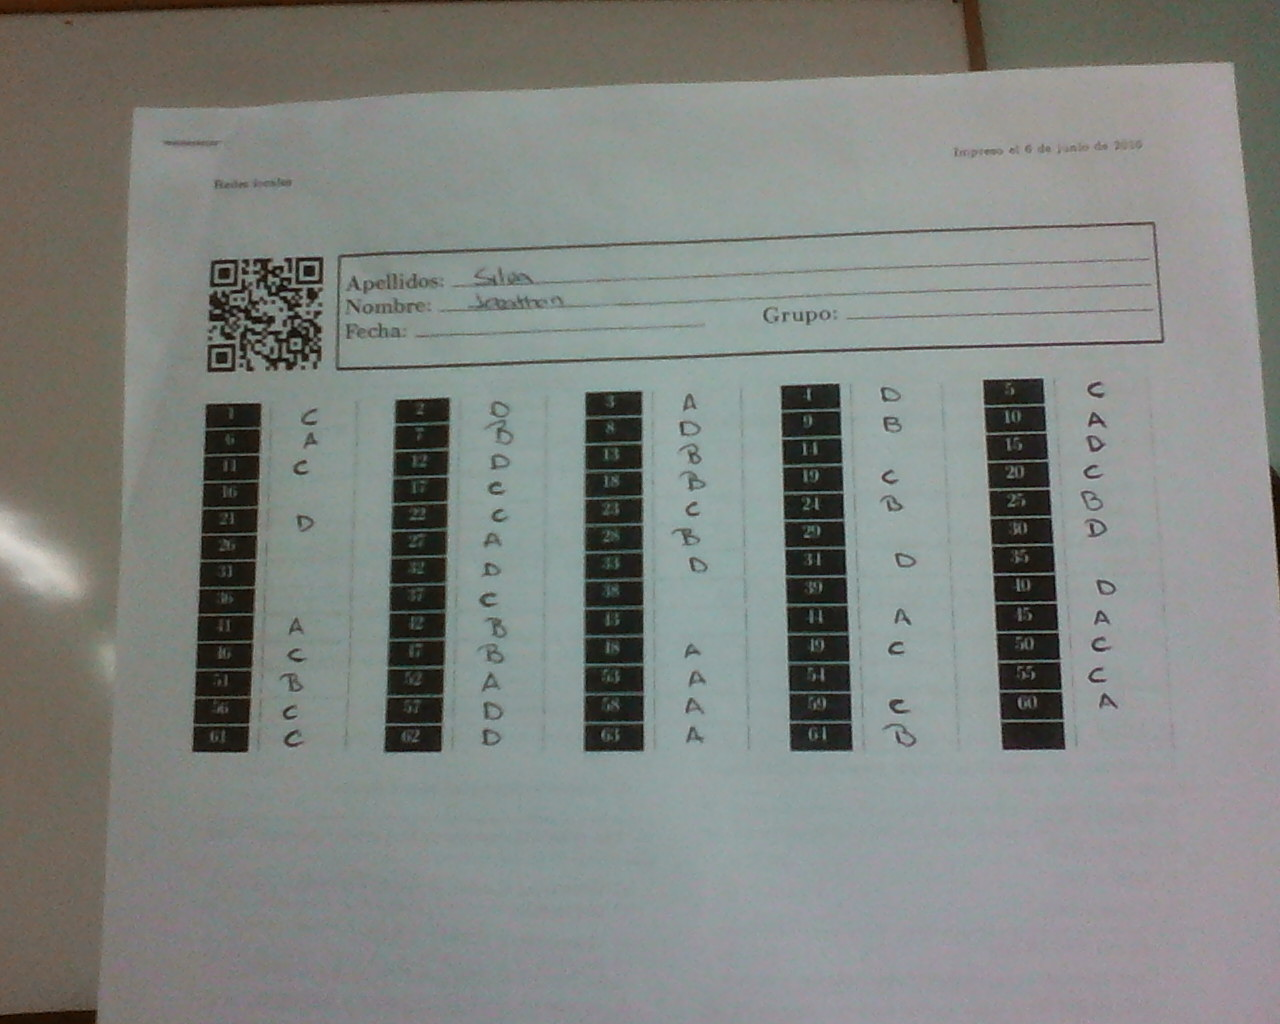 Impreso el 6 de junio de 2016
Redes locales
Apellidos: Silva
Nombre: Jonathan
Fecha: Grupo:
1 C 2 D 3 A 4 D 5 C
6 A 7 B 8 D 9 B 10 A
11 C 12 D 13 B 14 15 D
16 17 C 18 B 19 C 20 C
21 D 22 C 23 C 24 B 25 B
26 27 A 28 B 29 30 D
31 32 D 33 D 34 D 35
36 37 C 38 39 40 D
41 A 42 B 43 44 A 45 A
46 C 47 B 48 A 49 C 50 C
51 B 52 A 53 A 54 55 C
56 C 57 D 58 A 59 C 60 A
61 C 62 D 63 A 64 B